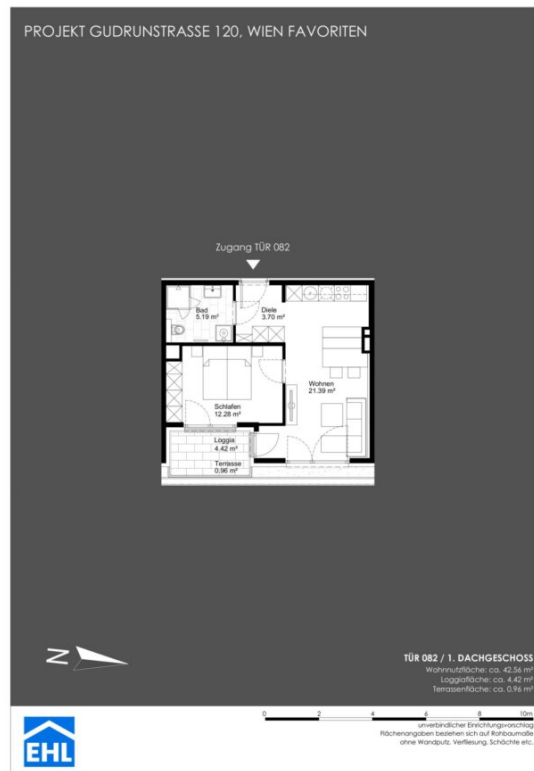 PROJEKT GUDRUNSTRASSE 120, WIEN FAVORITEN
Zugang TÜR 082
Bad
5.19 m²
Diele
3.70 m²
Wohnen
21.39 m²
Schlafen
12.28 m²
Loggia
4.42 m²
Terrasse
0.96 m²
N
TÜR 082 / 1. DACHGESCHOSS
Wohnnutzfläche: ca. 42.56 m²
Loggiafläche: ca. 4.42 m²
Terrassenfläche: ca. 0.96 m²
0 2 4 6 8 10m
unverbindlicher Einrichtungsvorschlag
Flächenangaben beziehen sich auf Rohbaumaße
ohne Wandputz, Verfliesung, Schächte etc.
EHL